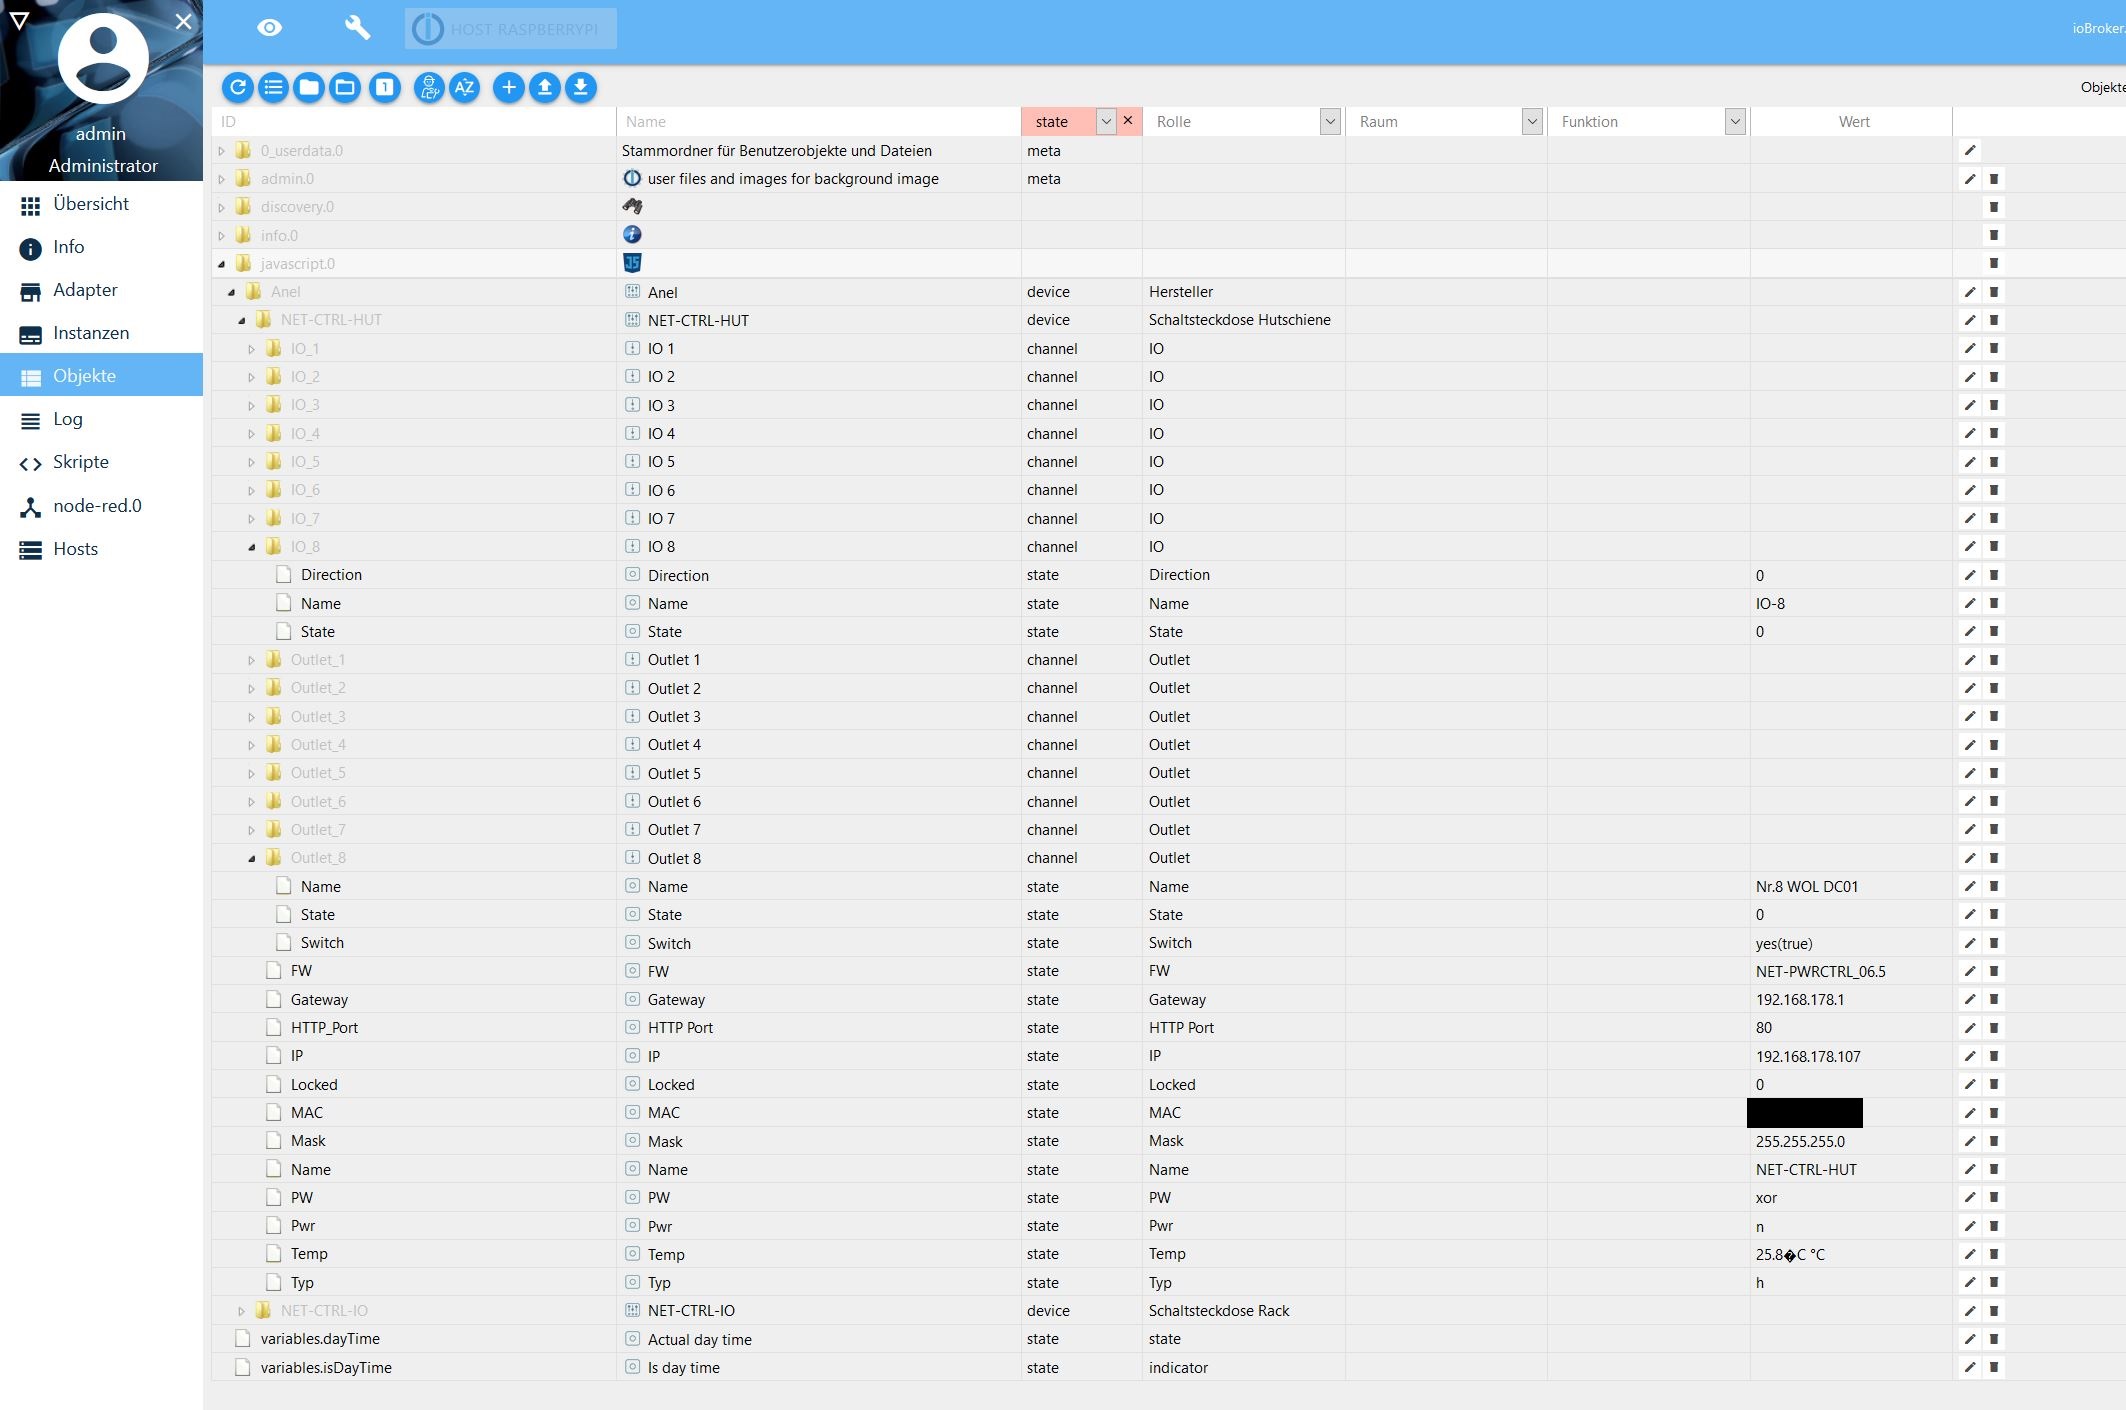 HOST RASPBERRYPI
ioBroker.
admin
Administrator
Übersicht
Info
Adapter
Instanzen
Objekte
Log
Skripte
node-red.0
Hosts
1
AZ
Objekte
ID Name state Rolle Raum Funktion Wert
0_userdata.0 Stammordner für Benutzerobjekte und Dateien meta
admin.0 user files and images for background image meta
discovery.0
info.0
javascript.0 JS
Anel Anel device Hersteller
NET-CTRL-HUT NET-CTRL-HUT device Schaltsteckdose Hutschiene
IO_1 IO 1 channel IO
IO_2 IO 2 channel IO
IO_3 IO 3 channel IO
IO_4 IO 4 channel IO
IO_5 IO 5 channel IO
IO_6 IO 6 channel IO
IO_7 IO 7 channel IO
IO_8 IO 8 channel IO
Direction Direction state Direction 0
Name Name state Name IO-8
State State state State 0
Outlet_1 Outlet 1 channel Outlet
Outlet_2 Outlet 2 channel Outlet
Outlet_3 Outlet 3 channel Outlet
Outlet_4 Outlet 4 channel Outlet
Outlet_5 Outlet 5 channel Outlet
Outlet_6 Outlet 6 channel Outlet
Outlet_7 Outlet 7 channel Outlet
Outlet_8 Outlet 8 channel Outlet
Name Name state Name Nr.8 WOL DC01
State State state State 0
Switch Switch state Switch yes(true)
FW FW state FW NET-PWRCTRL_06.5
Gateway Gateway state Gateway 192.168.178.1
HTTP_Port HTTP Port state HTTP Port 80
IP IP state IP 192.168.178.107
Locked Locked state Locked 0
MAC MAC state MAC
Mask Mask state Mask 255.255.255.0
Name Name state Name NET-CTRL-HUT
PW PW state PW xor
Pwr Pwr state Pwr n
Temp Temp state Temp 25.8�C °C
Typ Typ state Typ h
NET-CTRL-IO NET-CTRL-IO device Schaltsteckdose Rack
variables.dayTime Actual day time state state
variables.isDayTime Is day time state indicator